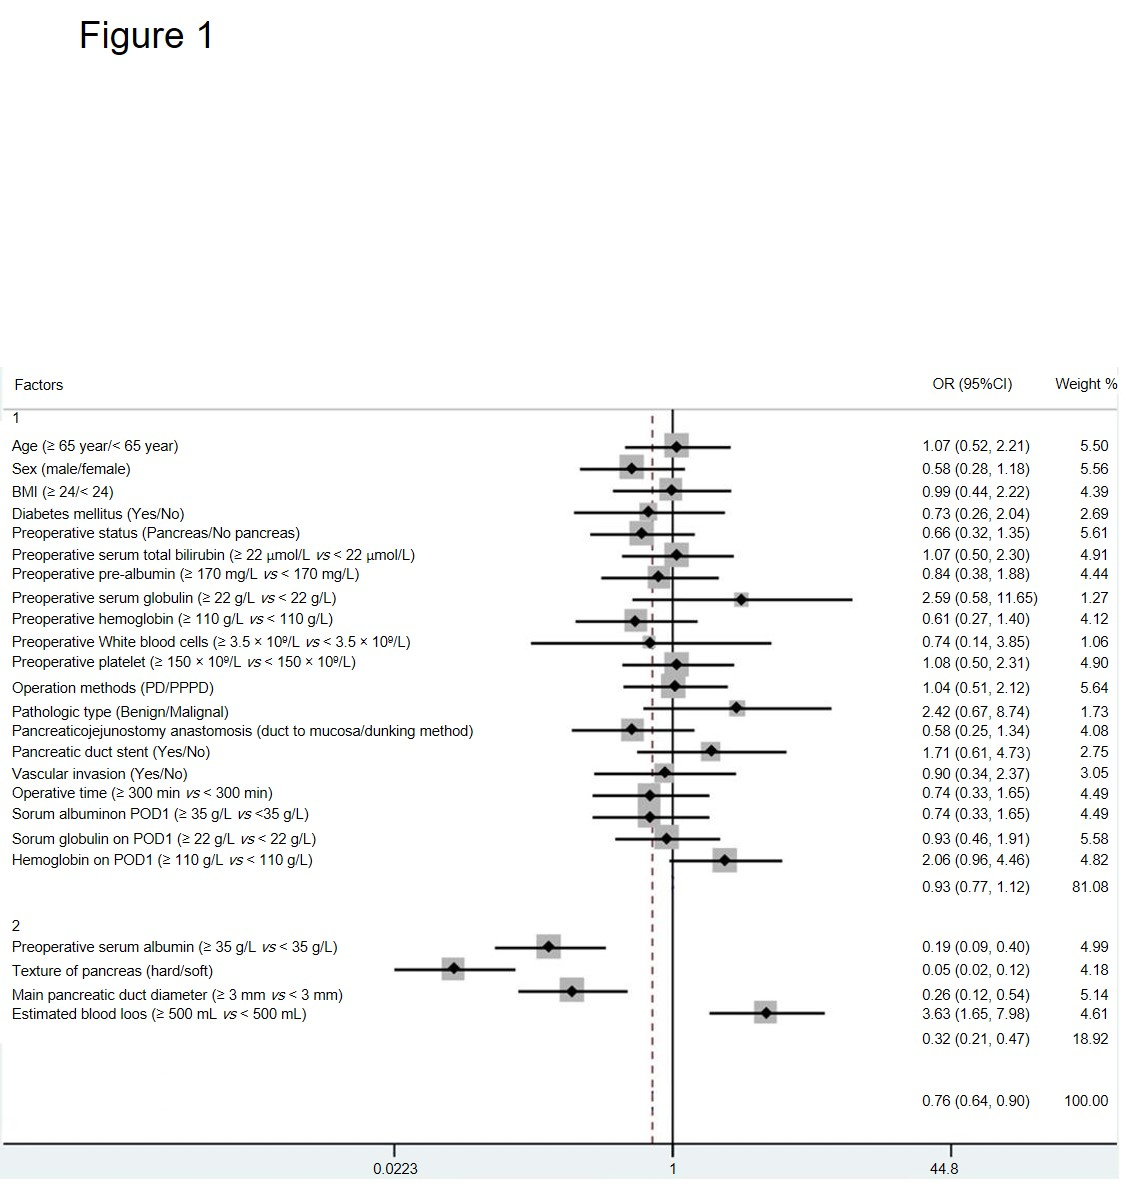 Figure 1
Factors OR (95%CI) Weight %
1
Age (≥ 65 year/< 65 year) 1.07 (0.52, 2.21) 5.50
Sex (male/female) 0.58 (0.28, 1.18) 5.56
BMI (≥ 24/< 24) 0.99 (0.44, 2.22) 4.39
Diabetes mellitus (Yes/No) 0.73 (0.26, 2.04) 2.69
Preoperative status (Pancreas/No pancreas) 0.66 (0.32, 1.35) 5.61
Preoperative serum total bilirubin (≥ 22 μmol/L vs < 22 μmol/L) 1.07 (0.50, 2.30) 4.91
Preoperative pre-albumin (≥ 170 mg/L vs < 170 mg/L) 0.84 (0.38, 1.88) 4.44
Preoperative serum globulin (≥ 22 g/L vs < 22 g/L) 2.59 (0.58, 11.65) 1.27
Preoperative hemoglobin (≥ 110 g/L vs < 110 g/L) 0.61 (0.27, 1.40) 4.12
Preoperative White blood cells (≥ 3.5 × 10⁹/L vs < 3.5 × 10⁹/L) 0.74 (0.14, 3.85) 1.06
Preoperative platelet (≥ 150 × 10⁹/L vs < 150 × 10⁹/L) 1.08 (0.50, 2.31) 4.90
Operation methods (PD/PPPD) 1.04 (0.51, 2.12) 5.64
Pathologic type (Benign/Malignal) 2.42 (0.67, 8.74) 1.73
Pancreaticojejunostomy anastomosis (duct to mucosa/dunking method) 0.58 (0.25, 1.34) 4.08
Pancreatic duct stent (Yes/No) 1.71 (0.61, 4.73) 2.75
Vascular invasion (Yes/No) 0.90 (0.34, 2.37) 3.05
Operative time (≥ 300 min vs < 300 min) 0.74 (0.33, 1.65) 4.49
Sorum albuminon POD1 (≥ 35 g/L vs <35 g/L) 0.74 (0.33, 1.65) 4.49
Sorum globulin on POD1 (≥ 22 g/L vs < 22 g/L) 0.93 (0.46, 1.91) 5.58
Hemoglobin on POD1 (≥ 110 g/L vs < 110 g/L) 2.06 (0.96, 4.46) 4.82
0.93 (0.77, 1.12) 81.08
2
Preoperative serum albumin (≥ 35 g/L vs < 35 g/L) 0.19 (0.09, 0.40) 4.99
Texture of pancreas (hard/soft) 0.05 (0.02, 0.12) 4.18
Main pancreatic duct diameter (≥ 3 mm vs < 3 mm) 0.26 (0.12, 0.54) 5.14
Estimated blood loos (≥ 500 mL vs < 500 mL) 3.63 (1.65, 7.98) 4.61
0.32 (0.21, 0.47) 18.92
0.76 (0.64, 0.90) 100.00
0.0223 1 44.8